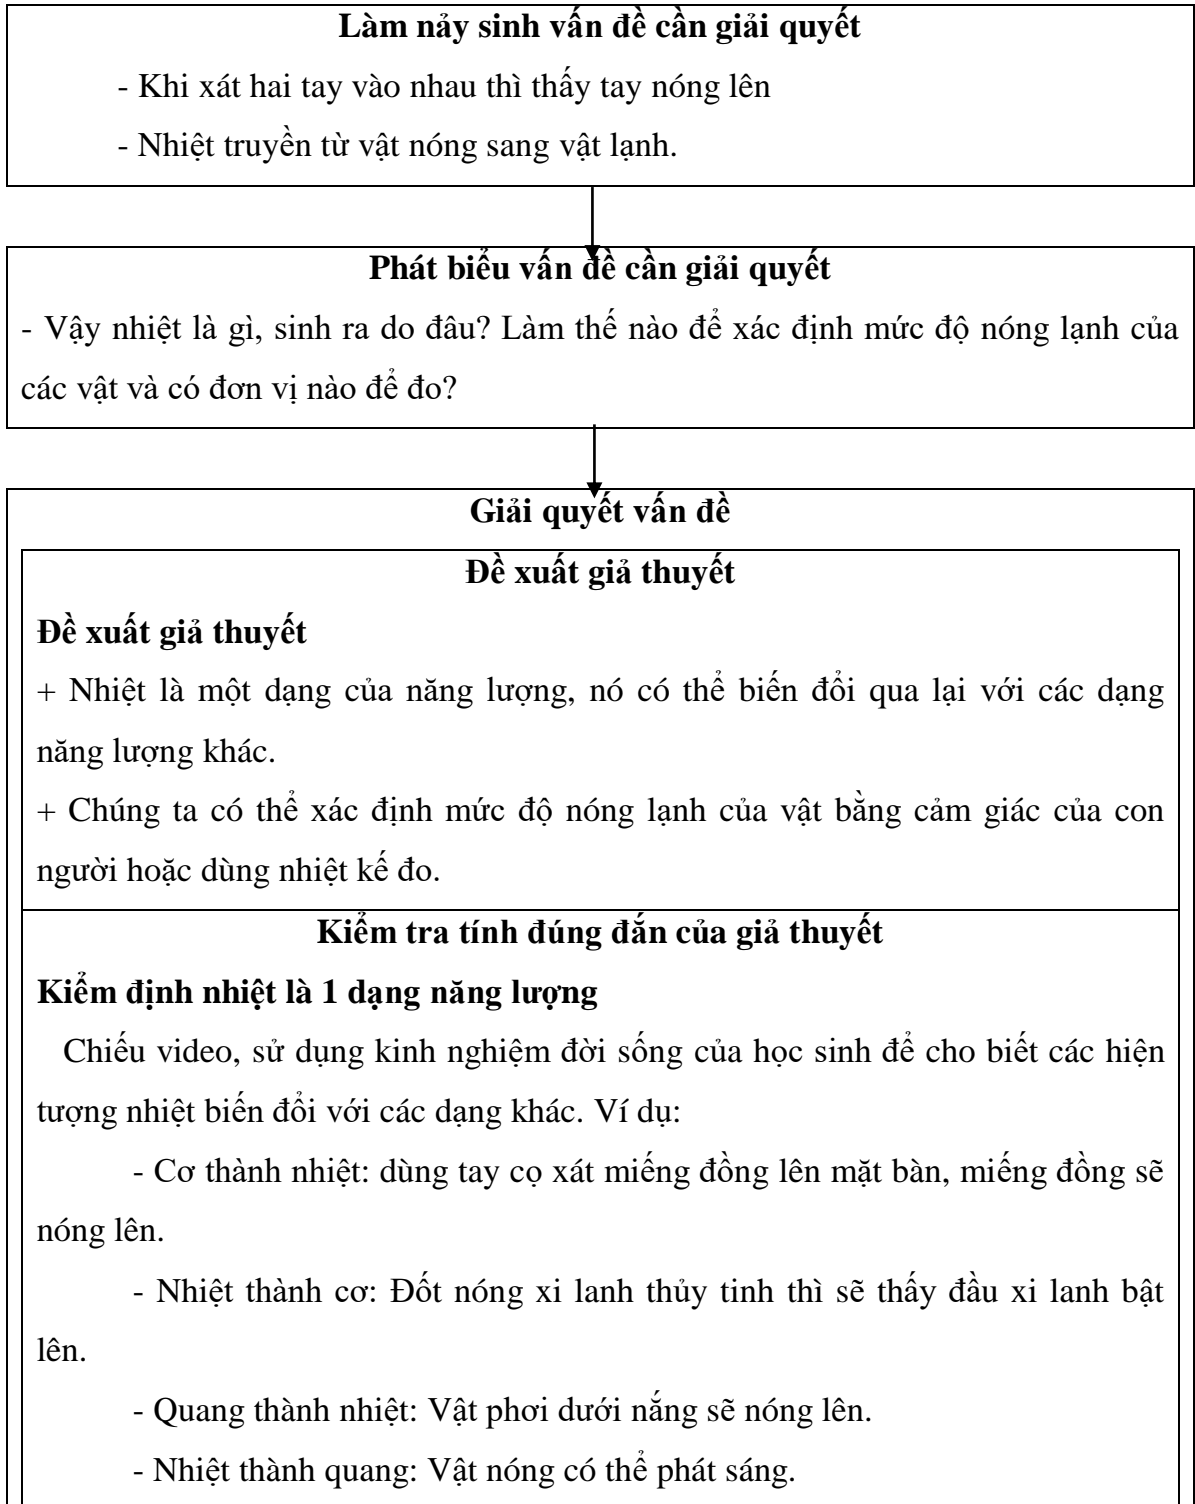 Làm nảy sinh vấn đề cần giải quyết
- Khi xát hai tay vào nhau thì thấy tay nóng lên
- Nhiệt truyền từ vật nóng sang vật lạnh.
Phát biểu vấn đề cần giải quyết
- Vậy nhiệt là gì, sinh ra do đâu? Làm thế nào để xác định mức độ nóng lạnh của
các vật và có đơn vị nào để đo?
Giải quyết vấn đề
Đề xuất giả thuyết
Đề xuất giả thuyết
+ Nhiệt là một dạng của năng lượng, nó có thể biến đổi qua lại với các dạng
năng lượng khác.
+ Chúng ta có thể xác định mức độ nóng lạnh của vật bằng cảm giác của con
người hoặc dùng nhiệt kế đo.
Kiểm tra tính đúng đắn của giả thuyết
Kiểm định nhiệt là 1 dạng năng lượng
Chiếu video, sử dụng kinh nghiệm đời sống của học sinh để cho biết các hiện
tượng nhiệt biến đổi với các dạng khác. Ví dụ:
- Cơ thành nhiệt: dùng tay cọ xát miếng đồng lên mặt bàn, miếng đồng sẽ
nóng lên.
- Nhiệt thành cơ: Đốt nóng xi lanh thủy tinh thì sẽ thấy đầu xi lanh bật
lên.
- Quang thành nhiệt: Vật phơi dưới nắng sẽ nóng lên.
- Nhiệt thành quang: Vật nóng có thể phát sáng.